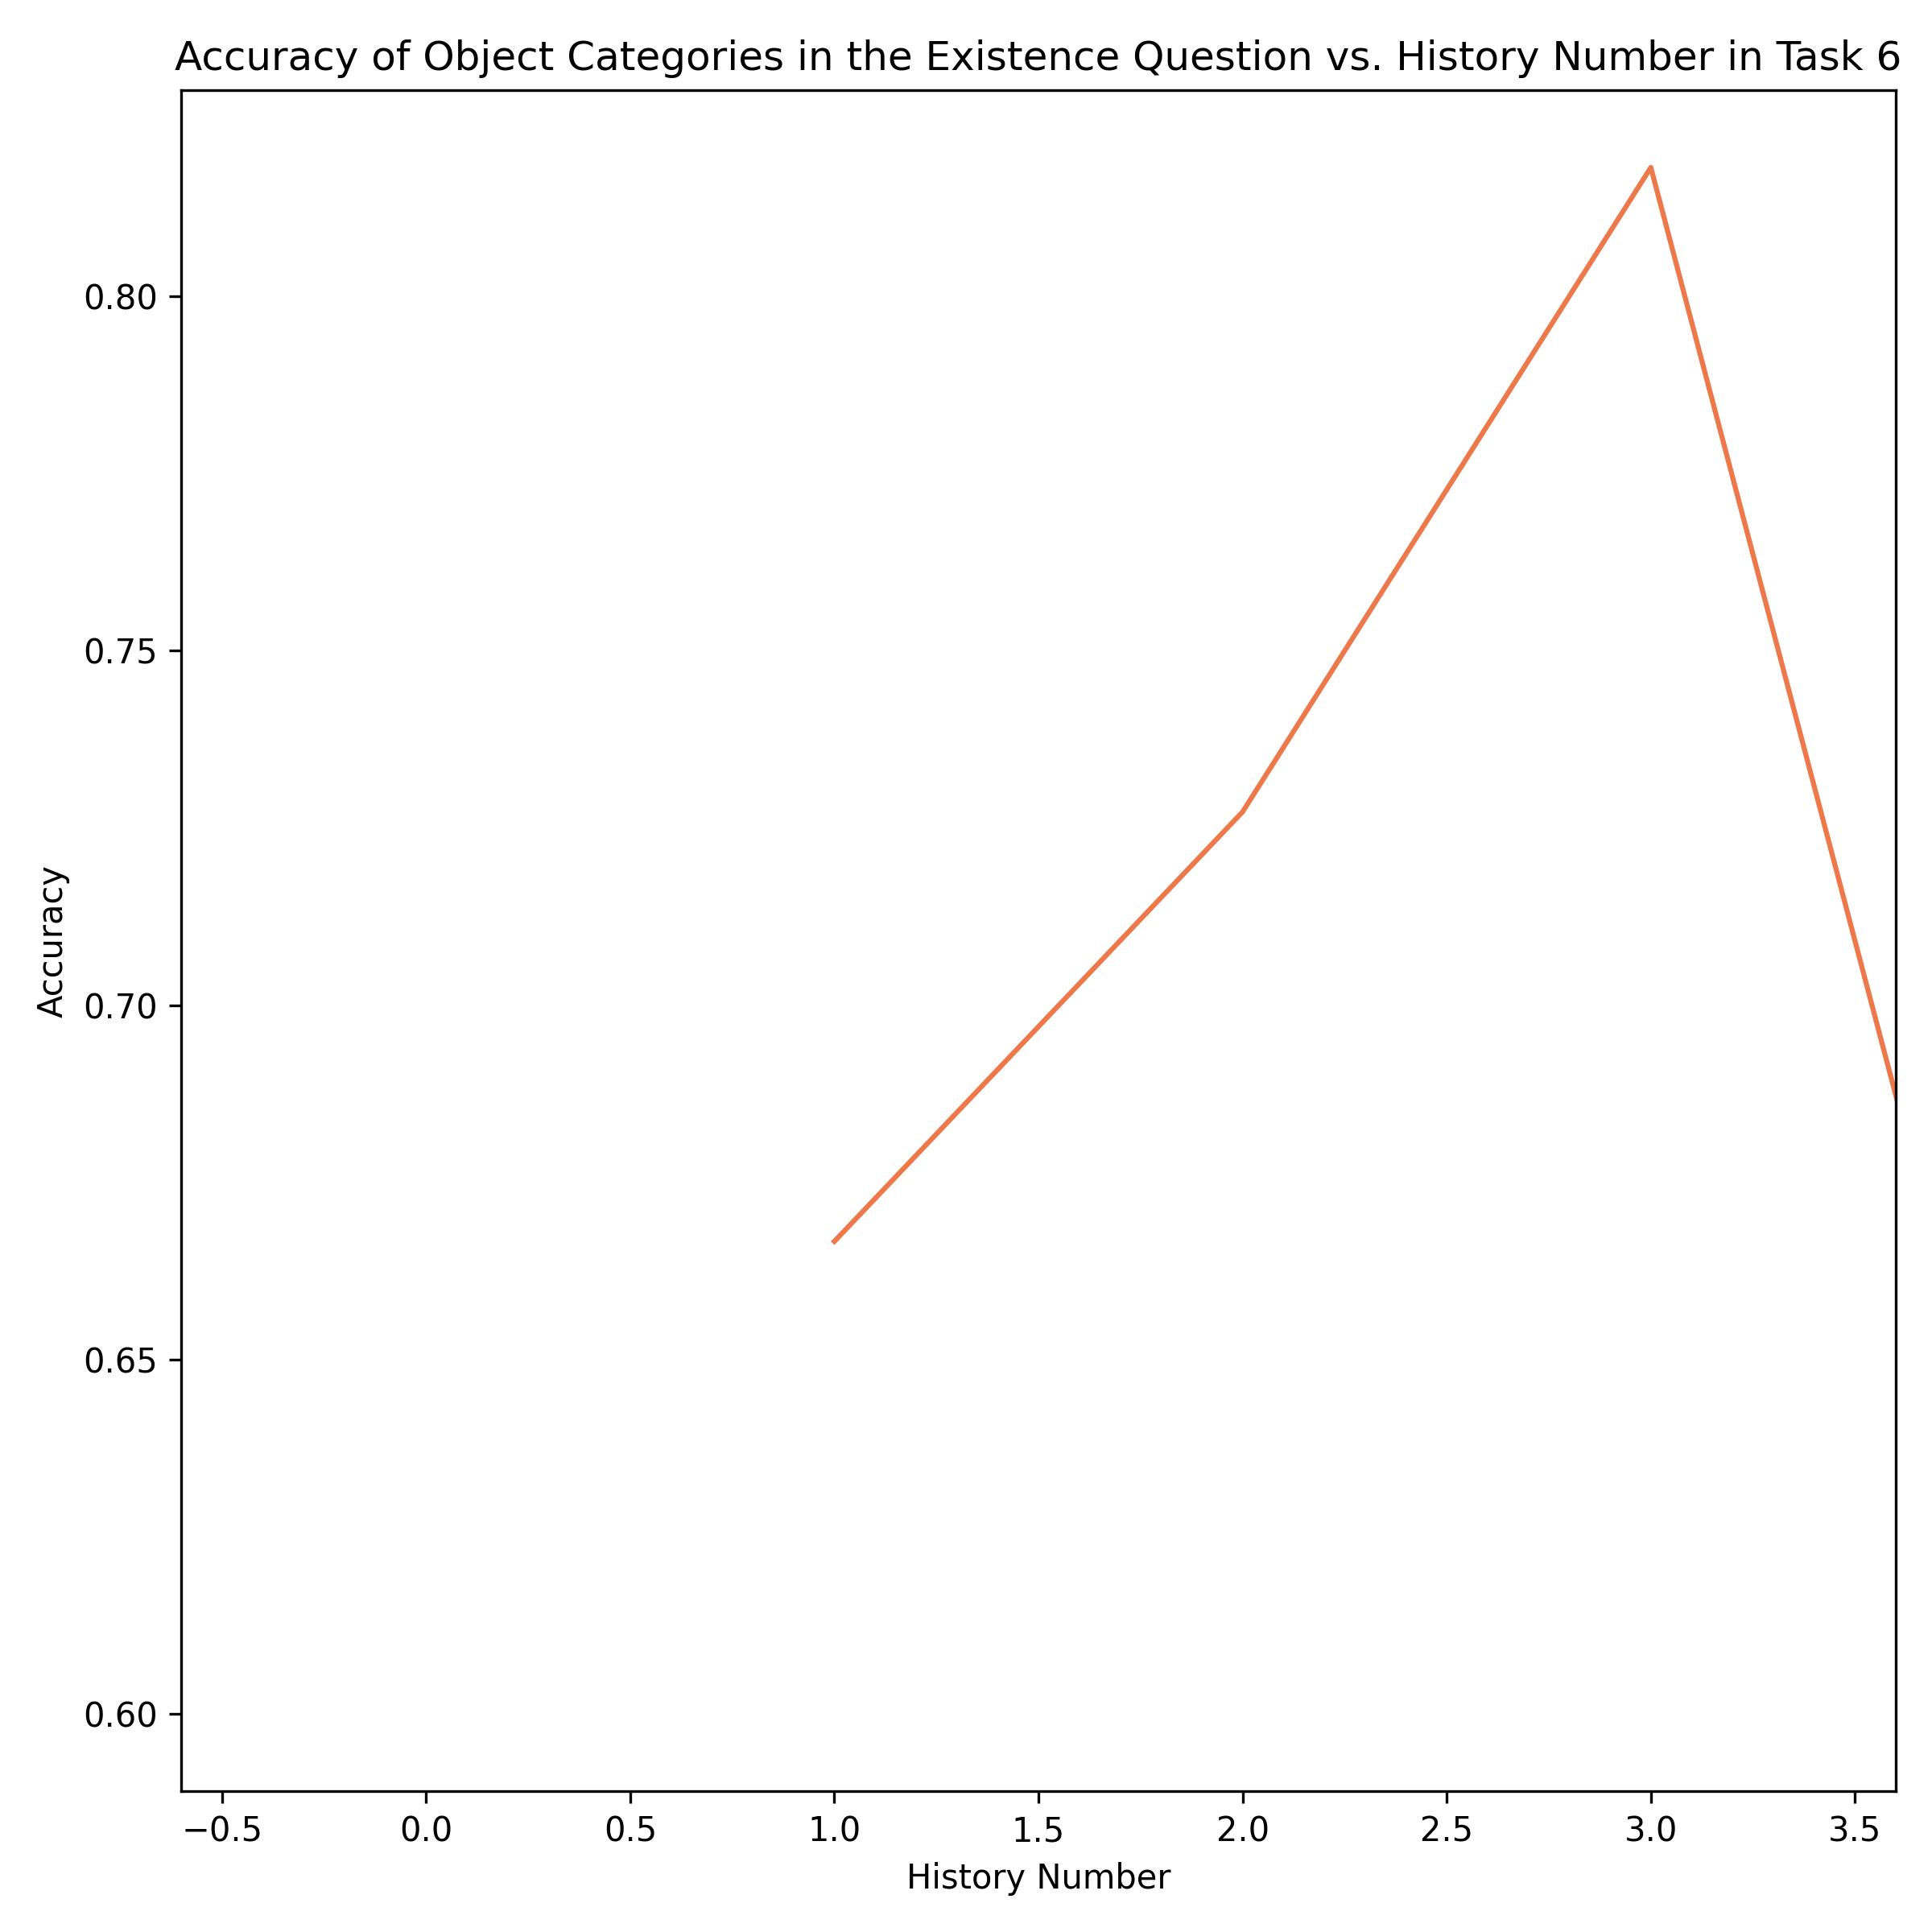 Accuracy of Object Categories in the Existence Question vs. History Number in Task 6
0.80
0.75
0.70
0.65
0.60
Accuracy
−0.5 0.0 0.5 1.0 1.5 2.0 2.5 3.0 3.5
History Number